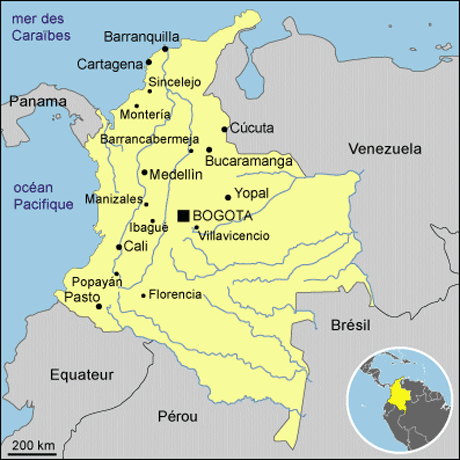 mer des
Caraïbes
Barranquilla
Cartagena
Sincelejo
Panama
Montería
Cúcuta
Barrancabermeja
Venezuela
Bucaramanga
Medellìn
océan
Pacifique
Yopal
Manizales
BOGOTA
Ibagué
Villavicencio
Cali
Popayán
Florencia
Pasto
Brésil
Equateur
Pérou
200 km